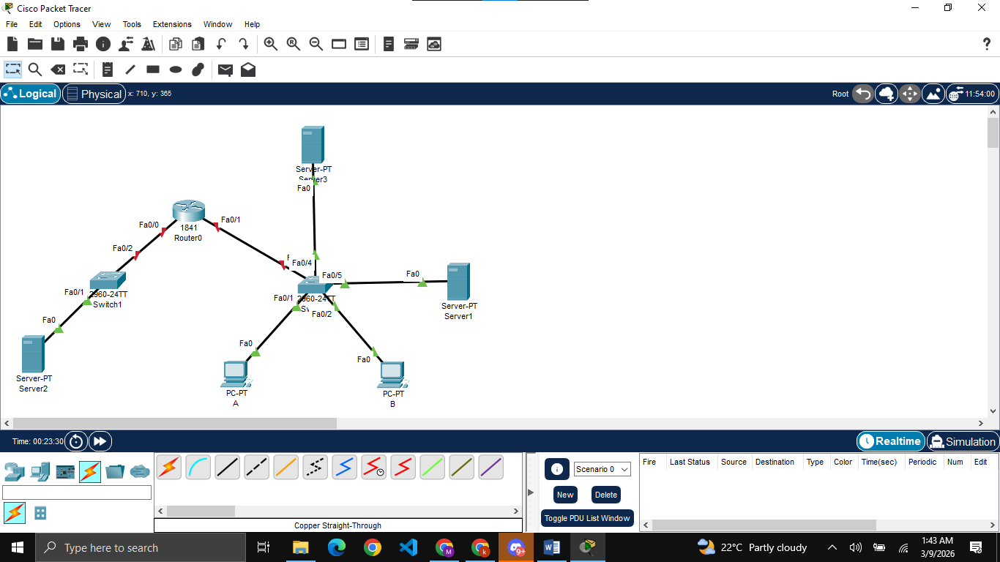 Cisco Packet Tracer
File Edit Options View Tools Extensions Window Help
Logical
Physical
x: 710, y: 365
Root
11:54:00
Server-PT
Server3
Fa0
Fa0/0
Fa0/1
1841
Router0
Fa0/2
Fa0/4
Fa0/5
Fa0
Fa0/1
2960-24TT
Switch1
Fa0/1
2960-24TT
Fa0/2
Server-PT
Server1
Fa0
Fa0
Fa0
Server-PT
Server2
PC-PT
A
PC-PT
B
Time: 00:23:30
Realtime
Simulation
Scenario 0
New
Delete
Toggle PDU List Window
Fire Last Status Source Destination Type Color Time(sec) Periodic Num Edit
Copper Straight-Through
Type here to search
M
k
9+
22°C Partly cloudy
1:43 AM
3/9/2026